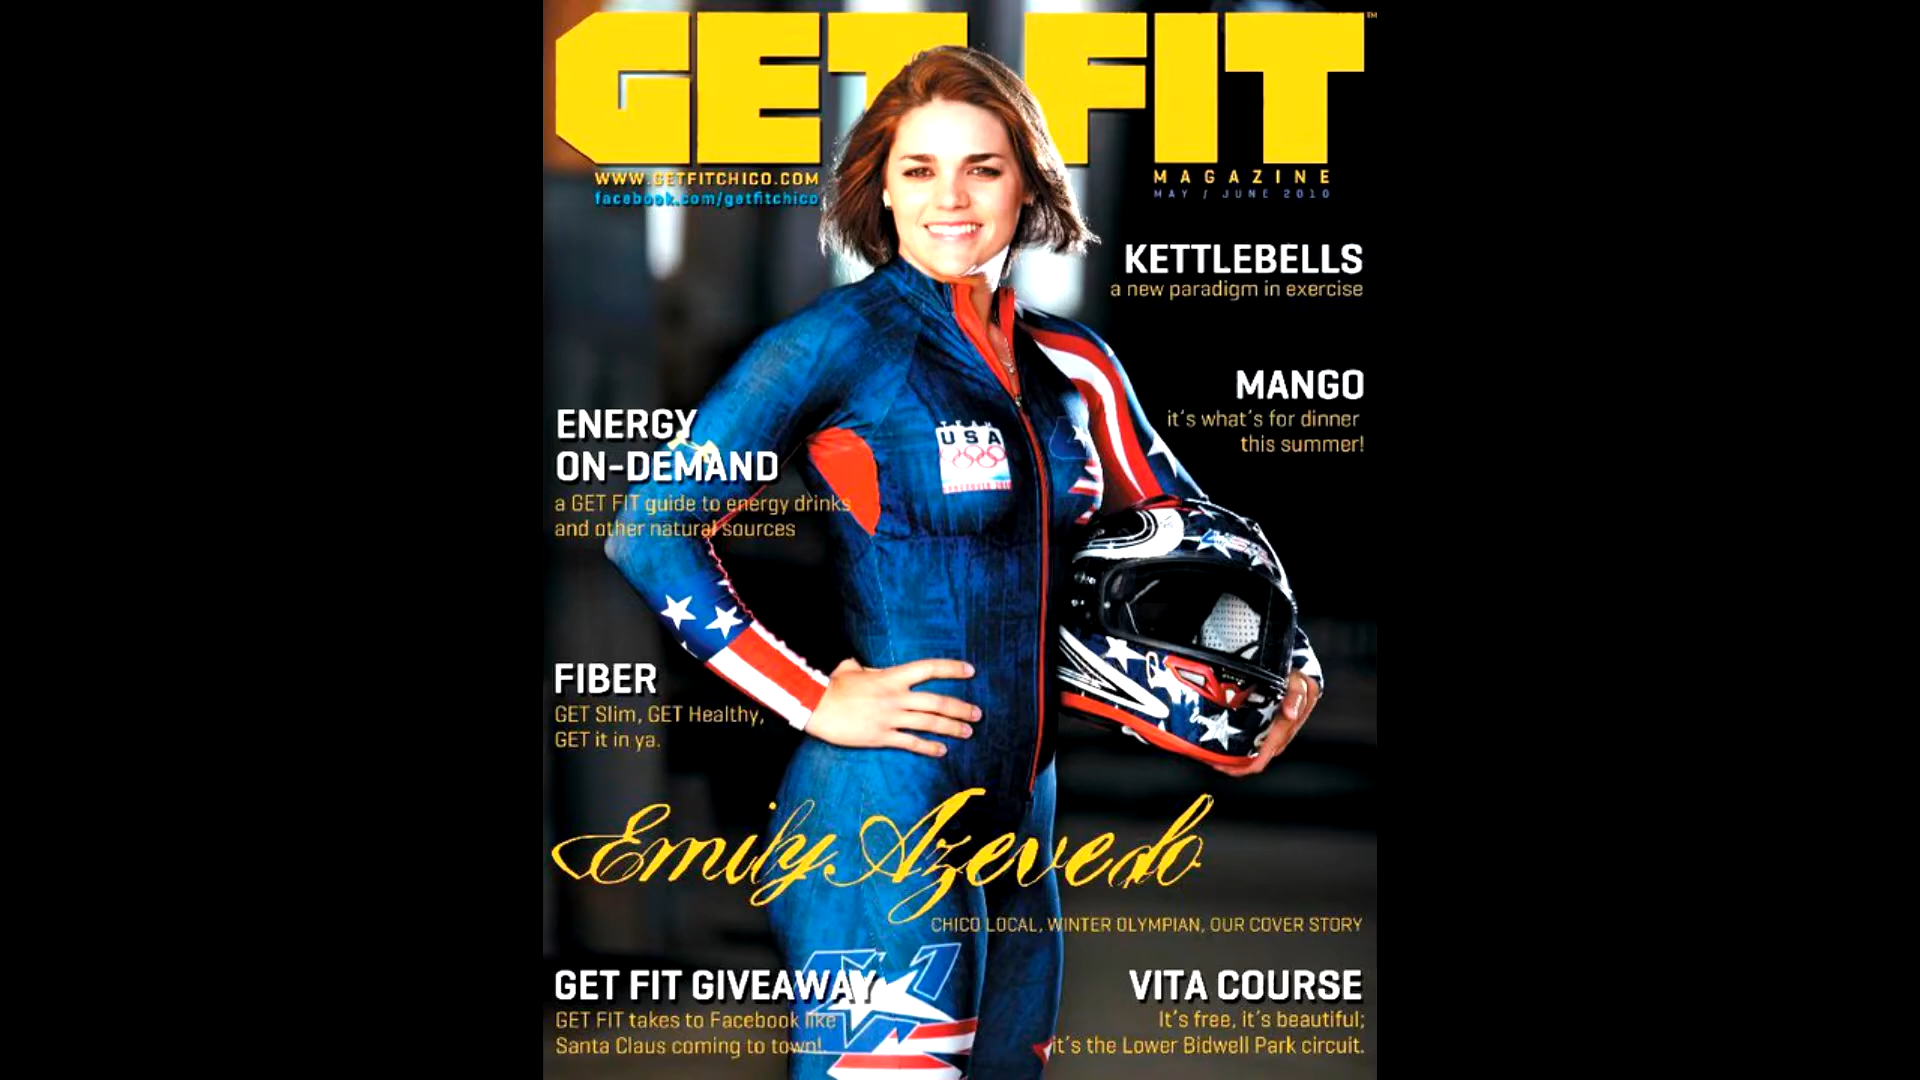 GET FIT
™
WWW.GETFITCHICO.COM
facebook.com/getfitchico
MAGAZINE
MAY / JUNE 2010
KETTLEBELLS
a new paradigm in exercise
MANGO
it's what's for dinner
this summer!
ENERGY
ON-DEMAND
a GET FIT guide to energy drinks
and other natural sources
TEAM
USA
VANCOUVER 2010
FIBER
GET Slim, GET Healthy,
GET it in ya.
Emily Azevedo
CHICO LOCAL, WINTER OLYMPIAN, OUR COVER STORY
GET FIT GIVEAWAY
GET FIT takes to Facebook like
Santa Claus coming to town!
VITA COURSE
It's free, it's beautiful;
it's the Lower Bidwell Park circuit.